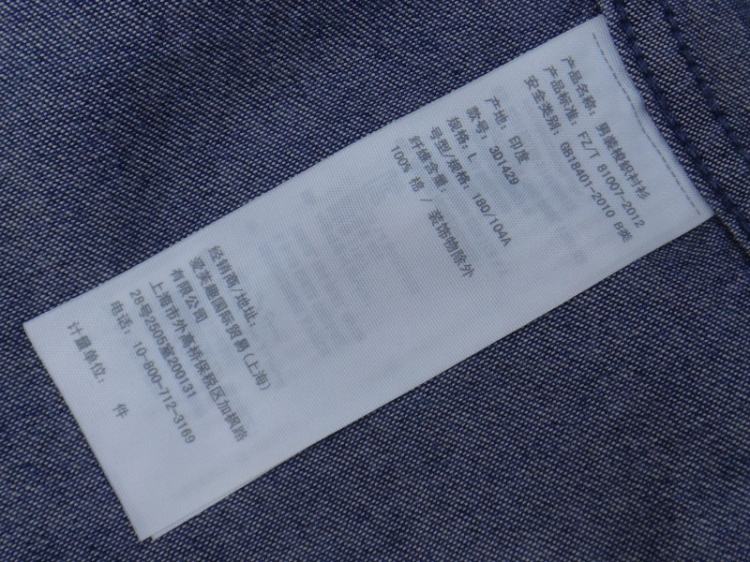 产品名称： 男装梭织衬衫
产品标准： FZ/T 81007-2012
安全类别： GB18401-2010 B类
产地： 印度
款号： 301429
规格： L
号型/规格： 180/104A
纤维含量：
100% 棉 / 装饰物除外
经销商/地址：
爱芙趣国际贸易(上海)
有限公司
上海市外高桥保税区加枫路
28号2505室200131
电话： 10-800-712-3169
计量单位： 件